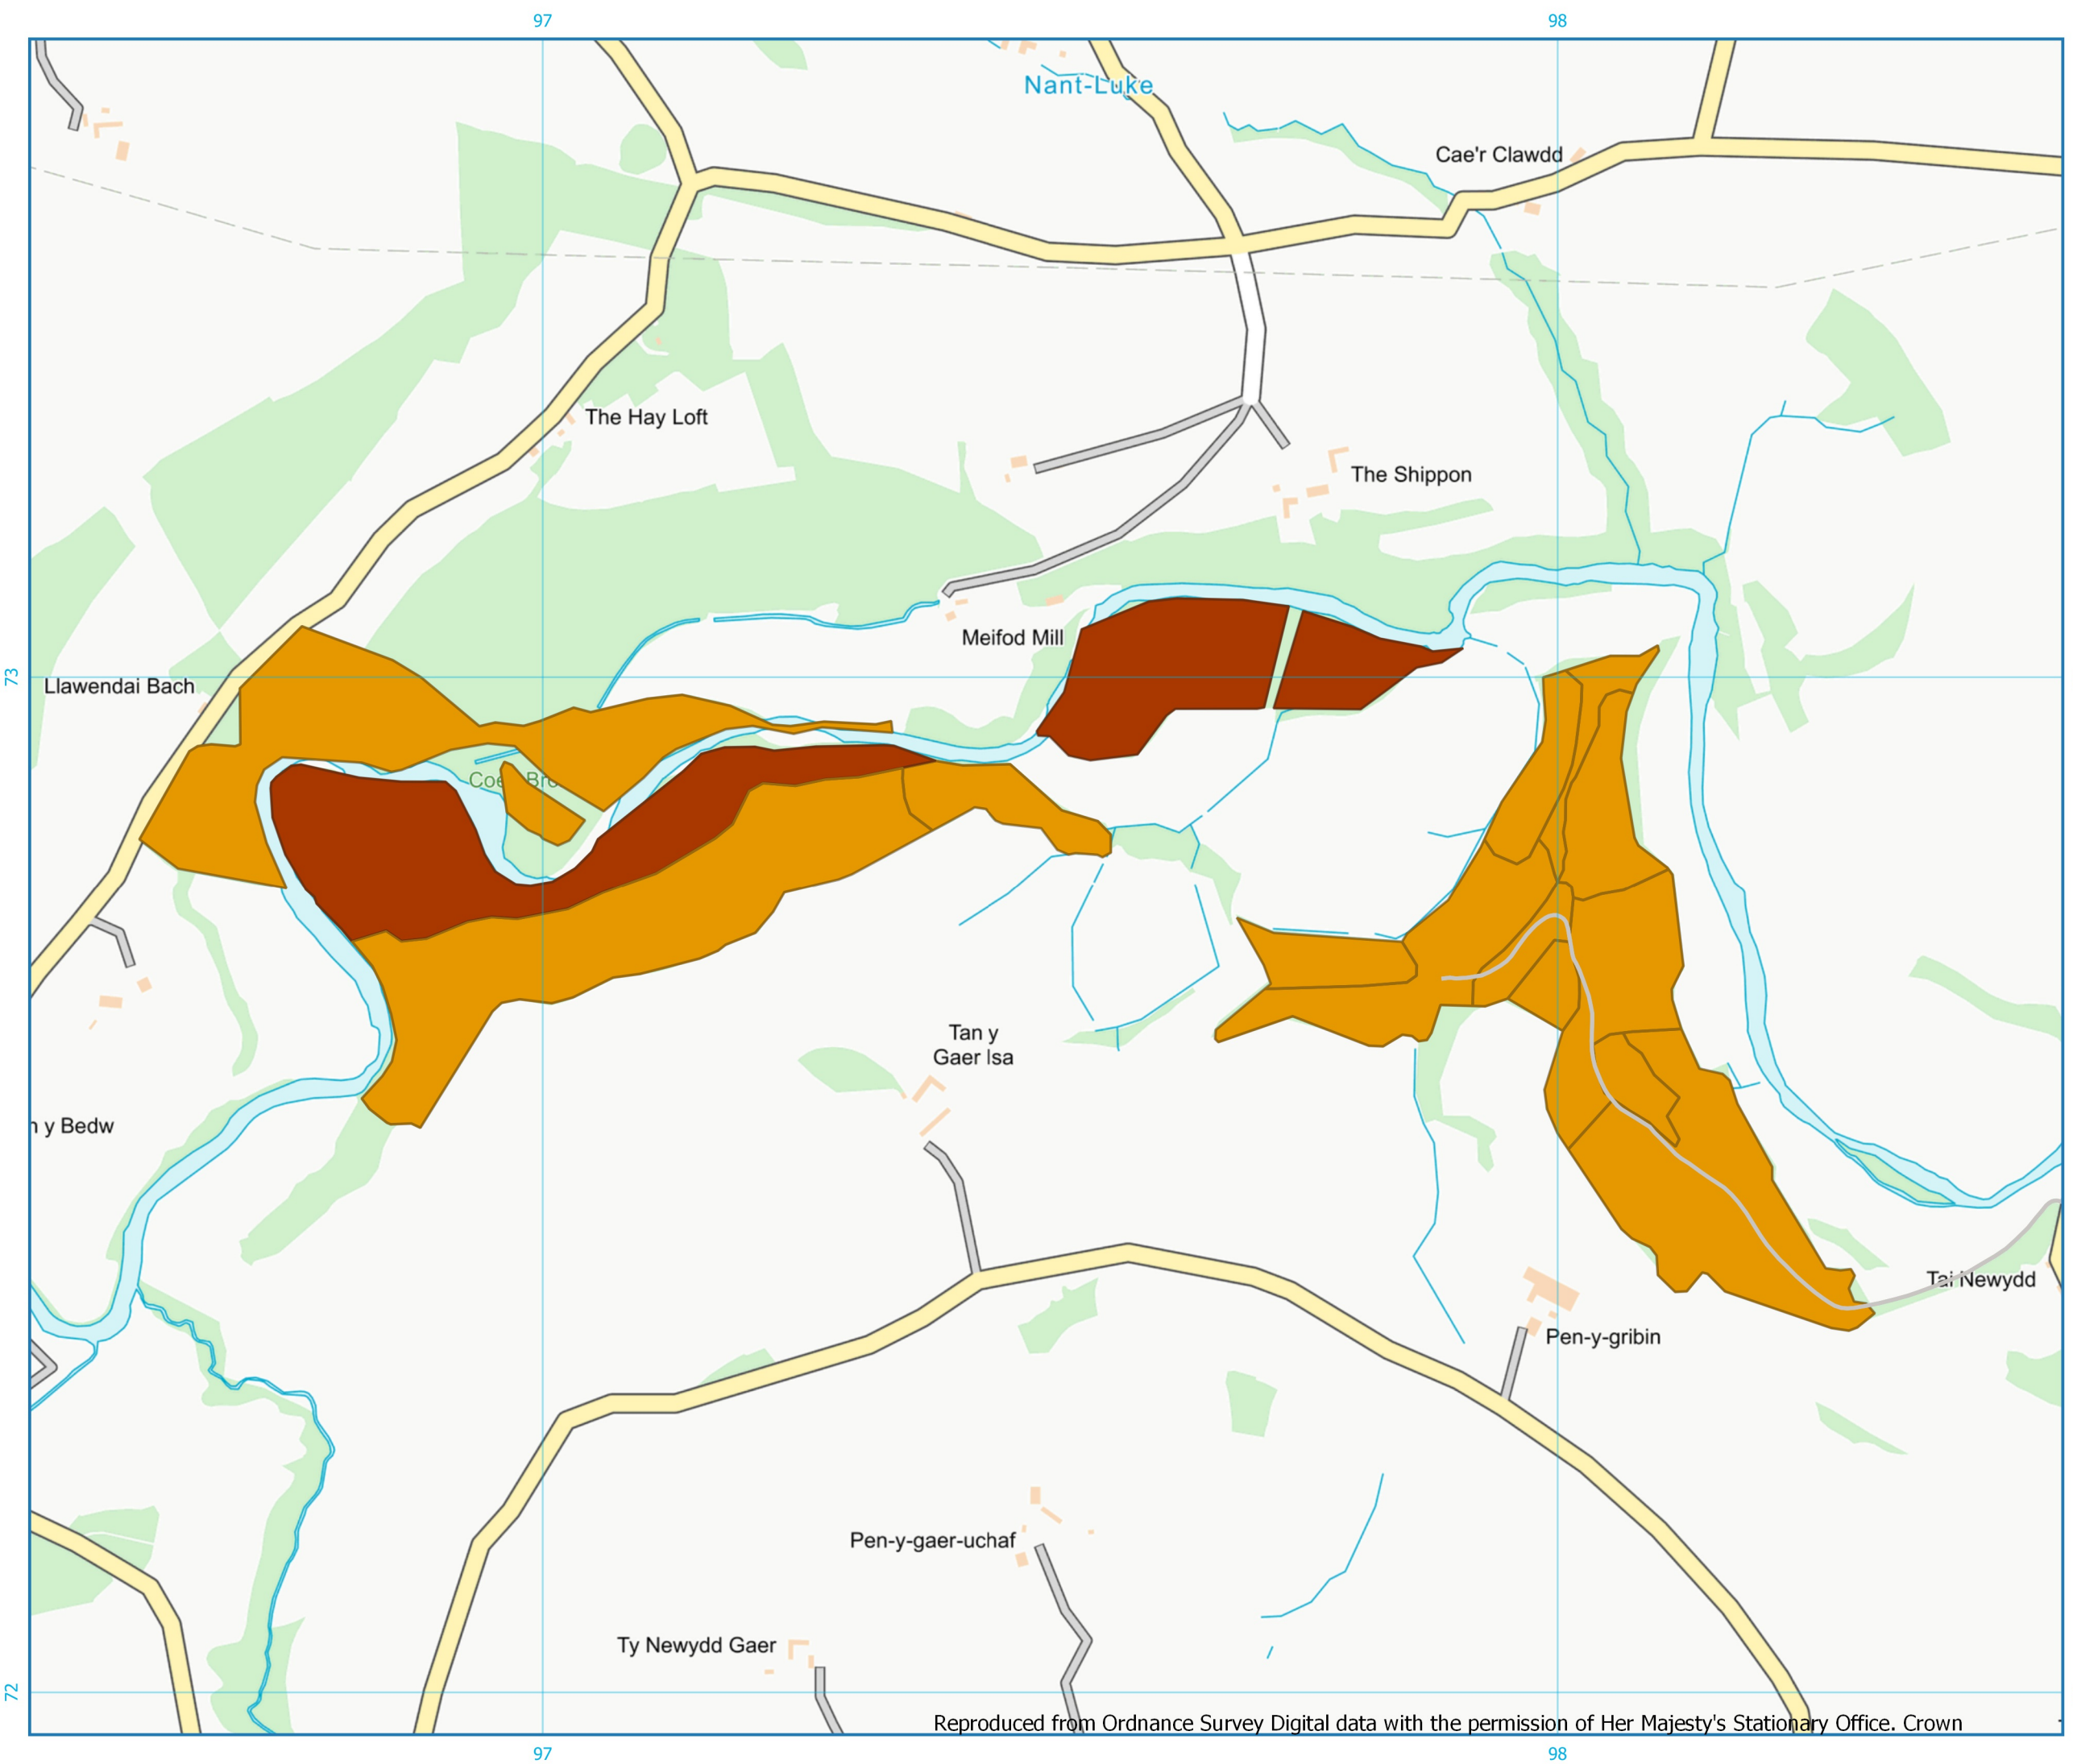 97
98
Nant-Luke
Cae'r Clawdd
The Hay Loft
The Shippon
Meifod Mill
73
Llawendai Bach
Tan y
Gaer Isa
y Bedw
Tai Newydd
Pen-y-gribin
Pen-y-gaer-uchaf
Ty Newydd Gaer
72
Reproduced from Ordnance Survey Digital data with the permission of Her Majesty's Stationary Office. Crown
97
98